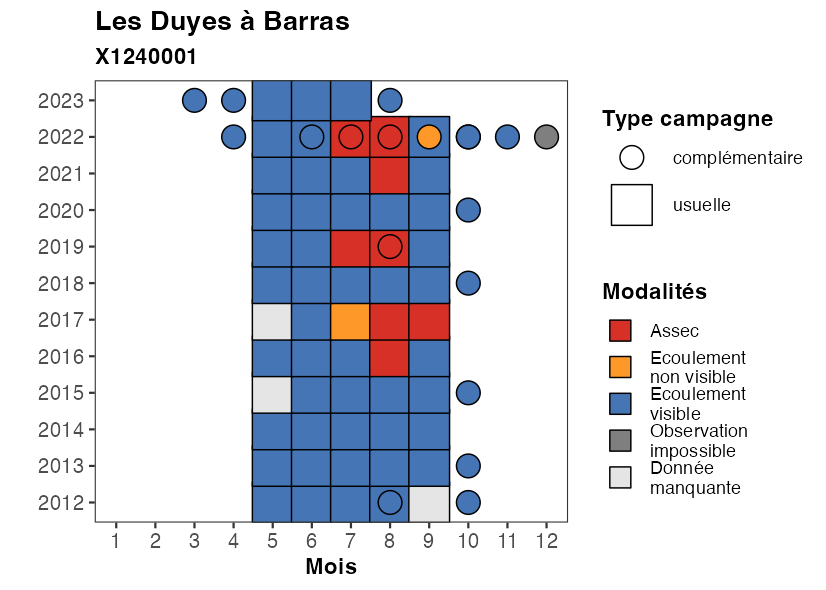 Les Duyes à Barras
X1240001
2023
2022
2021
2020
2019
2018
2017
2016
2015
2014
2013
2012
1 2 3 4 5 6 7 8 9 10 11 12
Mois
Type campagne
complémentaire
usuelle
Modalités
Assec
Ecoulement
non visible
Ecoulement
visible
Observation
impossible
Donnée
manquante